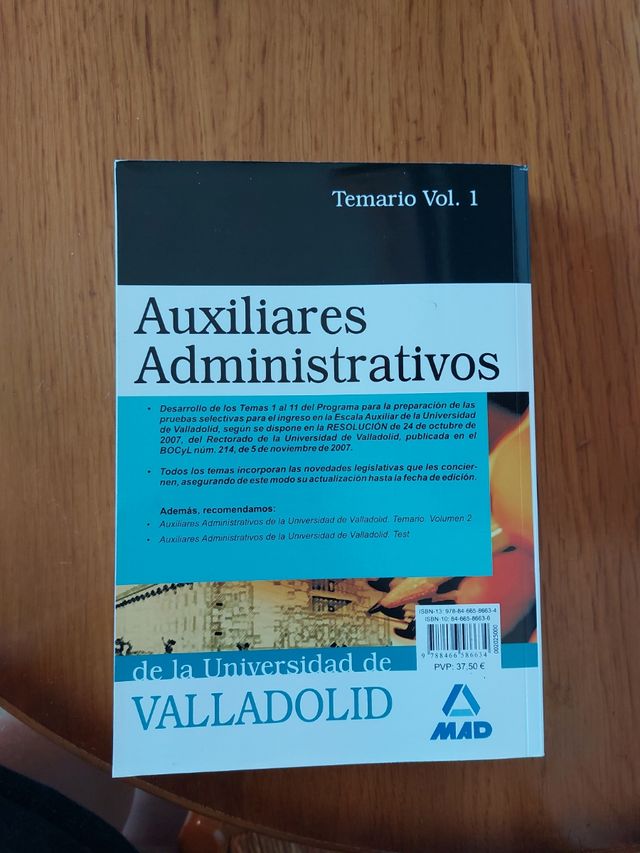 Temario Vol. 1
Auxiliares
Administrativos
• Desarrollo de los Temas 1 al 11 del Programa para la preparación de las
pruebas selectivas para el ingreso en la Escala Auxiliar de la Universidad
de Valladolid, según se dispone en la RESOLUCIÓN de 24 de octubre de
2007, del Rectorado de la Universidad de Valladolid, publicada en el
BOCyL núm. 214, de 5 de noviembre de 2007.
• Todos los temas incorporan las novedades legislativas que les concier-
nen, asegurando de este modo su actualización hasta la fecha de edición.
Además, recomendamos:
• Auxiliares Administrativos de la Universidad de Valladolid. Temario. Volumen 2
• Auxiliares Administrativos de la Universidad de Valladolid. Test
ISBN-13: 978-84-665-8663-4
ISBN-10: 84-665-8663-6
000205000
9 788466 586634
PVP: 37,50 €
de la Universidad de
VALLADOLID
MAD